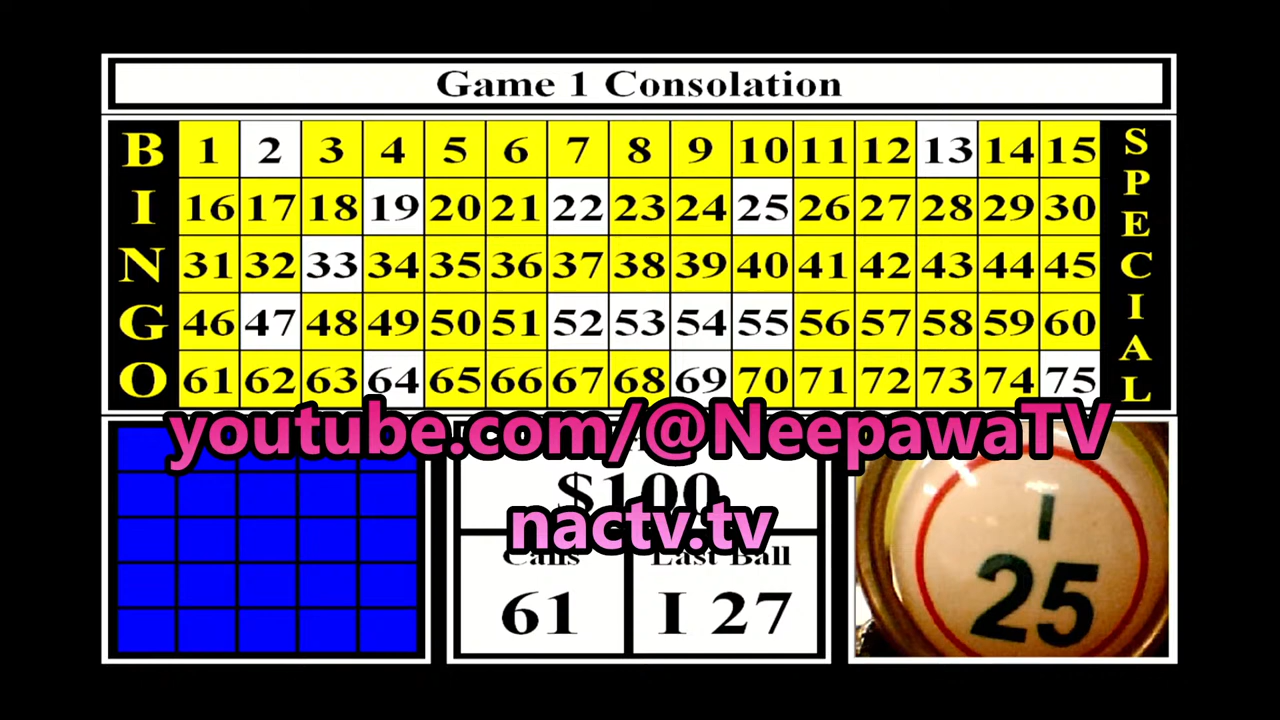 Game 1 Consolation
B 1 2 3 4 5 6 7 8 9 10 11 12 13 14 15
I 16 17 18 19 20 21 22 23 24 25 26 27 28 29 30
N 31 32 33 34 35 36 37 38 39 40 41 42 43 44 45
G 46 47 48 49 50 51 52 53 54 55 56 57 58 59 60
O 61 62 63 64 65 66 67 68 69 70 71 72 73 74 75
SPECIAL
youtube.com/@NeepawaTV
$100
nactv.tv
Calls
61
Last Ball
I 27
I
25